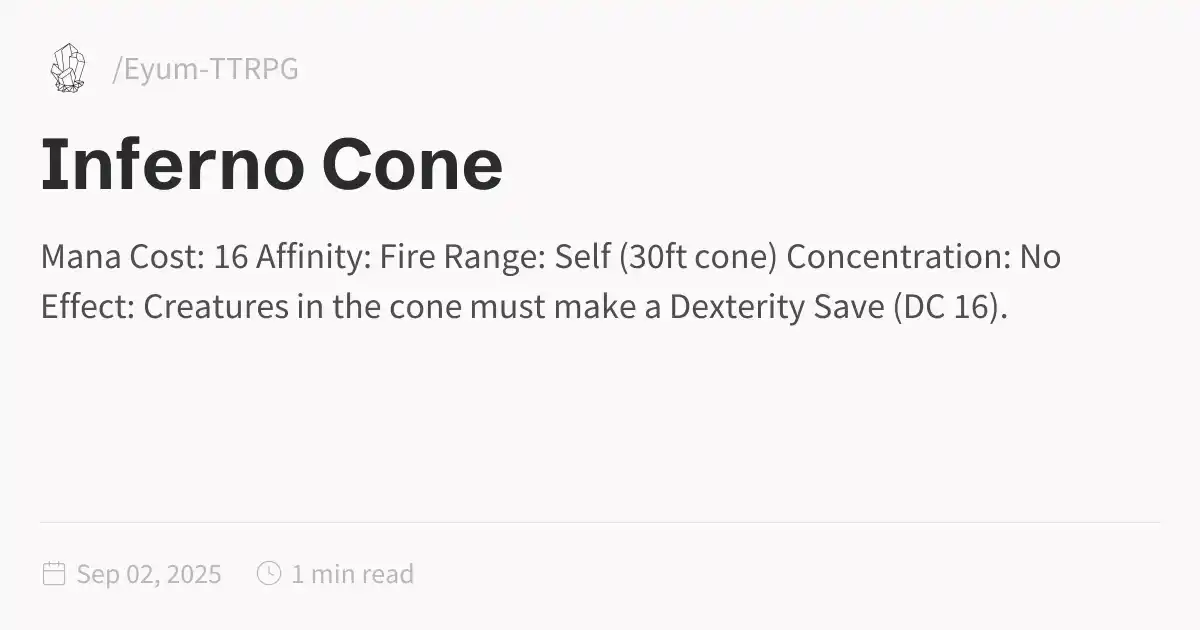 /Eyum-TTRPG
Inferno Cone
Mana Cost: 16 Affinity: Fire Range: Self (30ft cone) Concentration: No
Effect: Creatures in the cone must make a Dexterity Save (DC 16).
Sep 02, 2025 1 min read